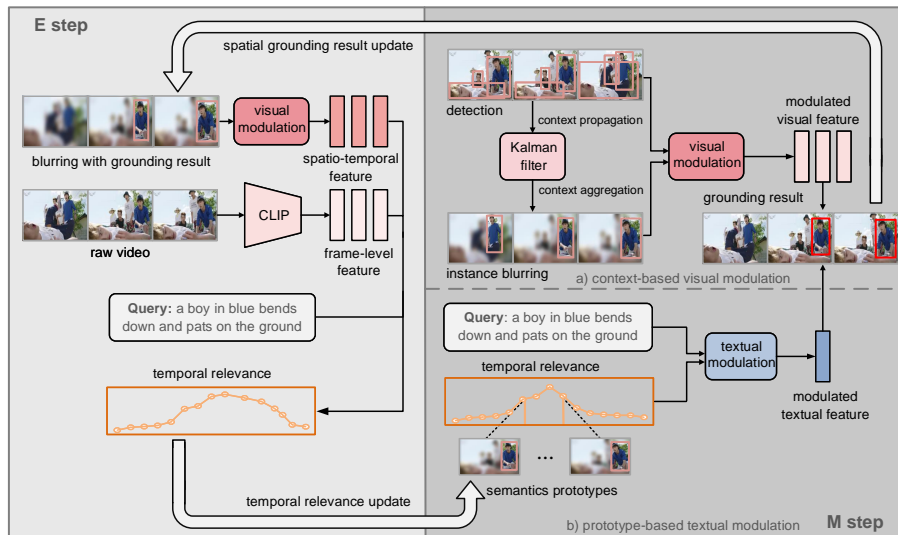 E step
spatial grounding result update
visual
modulation
blurring with grounding result
spatio-temporal
feature
CLIP
raw video
frame-level
feature
Query: a boy in blue bends
down and pats on the ground
temporal relevance
temporal relevance update
detection
context propagation
Kalman
filter
context aggregation
instance blurring
visual
modulation
modulated
visual feature
grounding result
a) context-based visual modulation
Query: a boy in blue bends
down and pats on the ground
temporal relevance
textual
modulation
modulated
textual feature
...
semantics prototypes
b) prototype-based textual modulation
M step